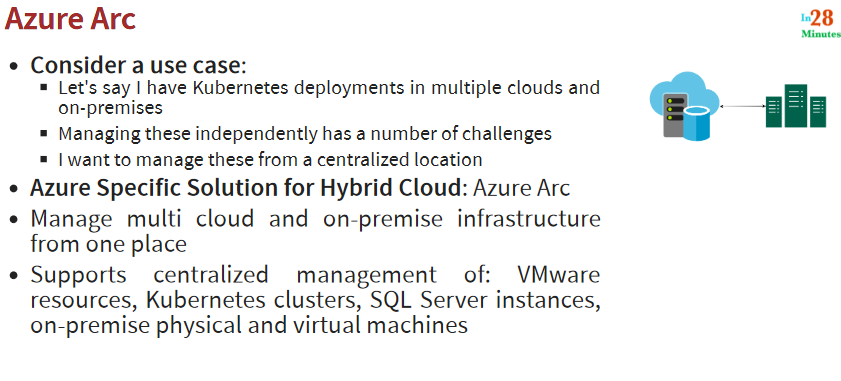 Azure Arc
In28
Minutes
• Consider a use case:
▪ Let's say I have Kubernetes deployments in multiple clouds and
on-premises
▪ Managing these independently has a number of challenges
▪ I want to manage these from a centralized location
• Azure Specific Solution for Hybrid Cloud: Azure Arc
• Manage multi cloud and on-premise infrastructure
from one place
• Supports centralized management of: VMware
resources, Kubernetes clusters, SQL Server instances,
on-premise physical and virtual machines